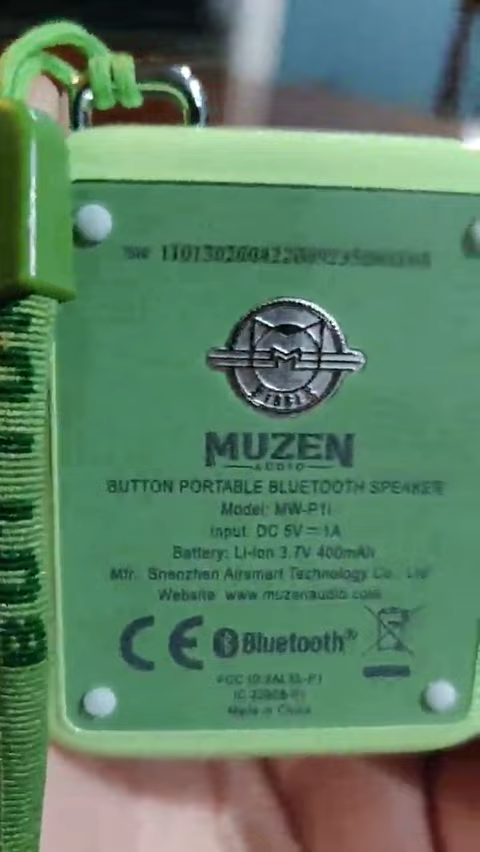 MUZEN
AUDIO
BUTTON PORTABLE BLUETOOTH SPEAKER
Model: MW-P1i
Input: DC 5V = 1A
Battery: Li-Ion 3.7V 400mAh
Mfr. Shenzhen Airsmart Technology Co., Ltd
Website: www.muzenaudio.com
CE Bluetooth®
Made in China